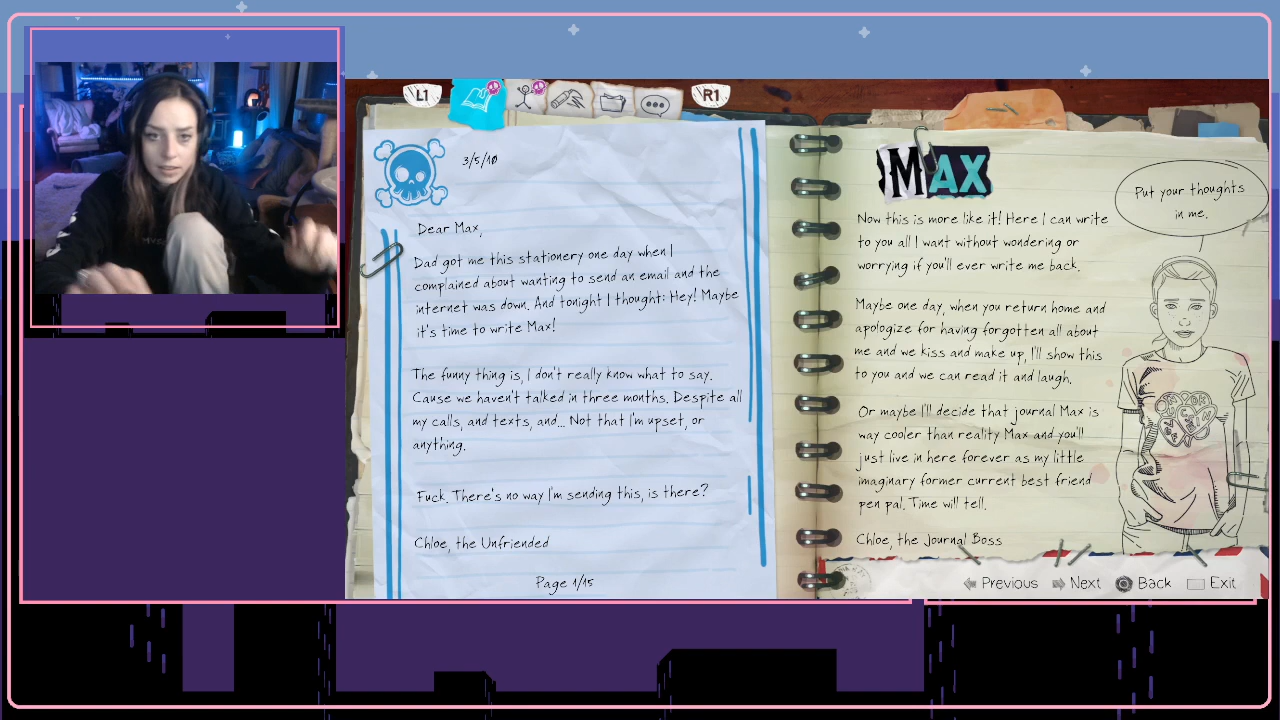 L1
R1
3/5/10
Dear Max,
Dad got me this stationery one day when I
complained about wanting to send an email and the
internet was down. And tonight I thought: Hey! Maybe
it's time to write Max!
The funny thing is, I don't really know what to say.
Cause we haven't talked in three months. Despite all
my calls, and texts, and... Not that I'm upset, or
anything.
Fuck. There's no way I'm sending this, is there?
Chloe, the Unfriended
Page 1/15
MAX
Put your thoughts
in me.
Now this is more like it! Here I can write
to you all I want without wondering or
worrying if you'll ever write me back.
Maybe one day, when you return home and
apologize for having forgotten all about
me and we kiss and make up, I'll show this
to you and we can read it and laugh.
Or maybe I'll decide that journal Max is
way cooler than reality Max and you'll
just live in here forever as my little
imaginary former current best friend
pen pal. Time will tell.
Chloe, the Journal Boss
Previous
Next
Back
Exit